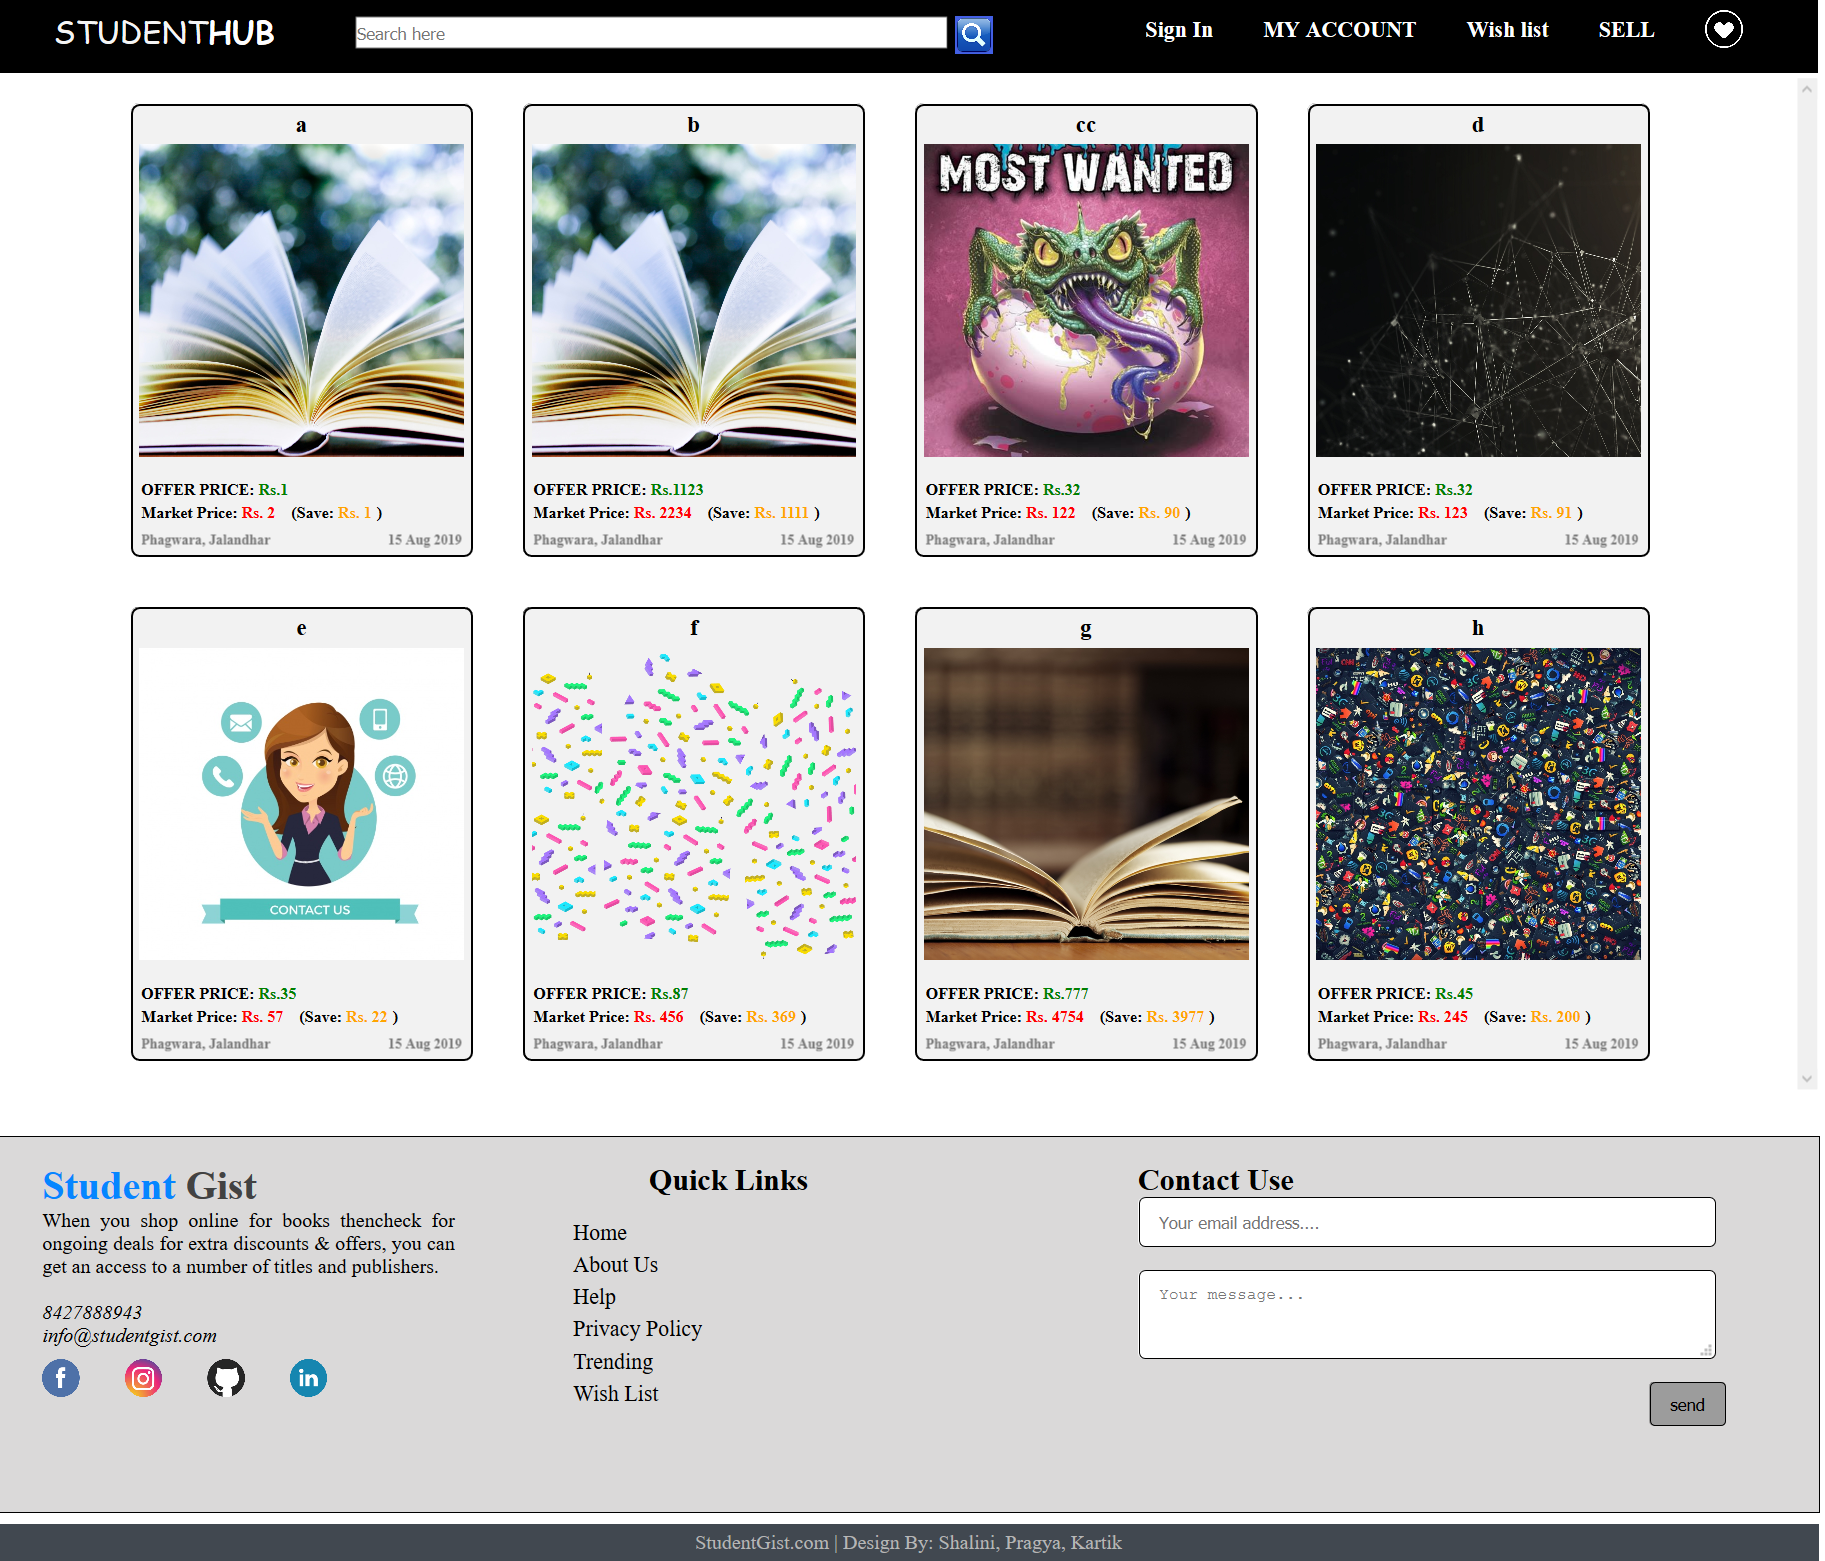 STUDENTHUB
Search here
Sign In MY ACCOUNT Wish list SELL
a
OFFER PRICE: Rs.1
Market Price: Rs. 2 (Save: Rs. 1 )
Phagwara, Jalandhar 15 Aug 2019
b
OFFER PRICE: Rs.1123
Market Price: Rs. 2234 (Save: Rs. 1111 )
Phagwara, Jalandhar 15 Aug 2019
cc
MOST WANTED
OFFER PRICE: Rs.32
Market Price: Rs. 122 (Save: Rs. 90 )
Phagwara, Jalandhar 15 Aug 2019
d
OFFER PRICE: Rs.32
Market Price: Rs. 123 (Save: Rs. 91 )
Phagwara, Jalandhar 15 Aug 2019
e
CONTACT US
OFFER PRICE: Rs.35
Market Price: Rs. 57 (Save: Rs. 22 )
Phagwara, Jalandhar 15 Aug 2019
f
OFFER PRICE: Rs.87
Market Price: Rs. 456 (Save: Rs. 369 )
Phagwara, Jalandhar 15 Aug 2019
g
OFFER PRICE: Rs.777
Market Price: Rs. 4754 (Save: Rs. 3977 )
Phagwara, Jalandhar 15 Aug 2019
h
OFFER PRICE: Rs.45
Market Price: Rs. 245 (Save: Rs. 200 )
Phagwara, Jalandhar 15 Aug 2019
Student Gist
When you shop online for books thencheck for
ongoing deals for extra discounts & offers, you can
get an access to a number of titles and publishers.
8427888943
info@studentgist.com
Quick Links
Home
About Us
Help
Privacy Policy
Trending
Wish List
Contact Use
Your email address....
Your message...
send
StudentGist.com | Design By: Shalini, Pragya, Kartik